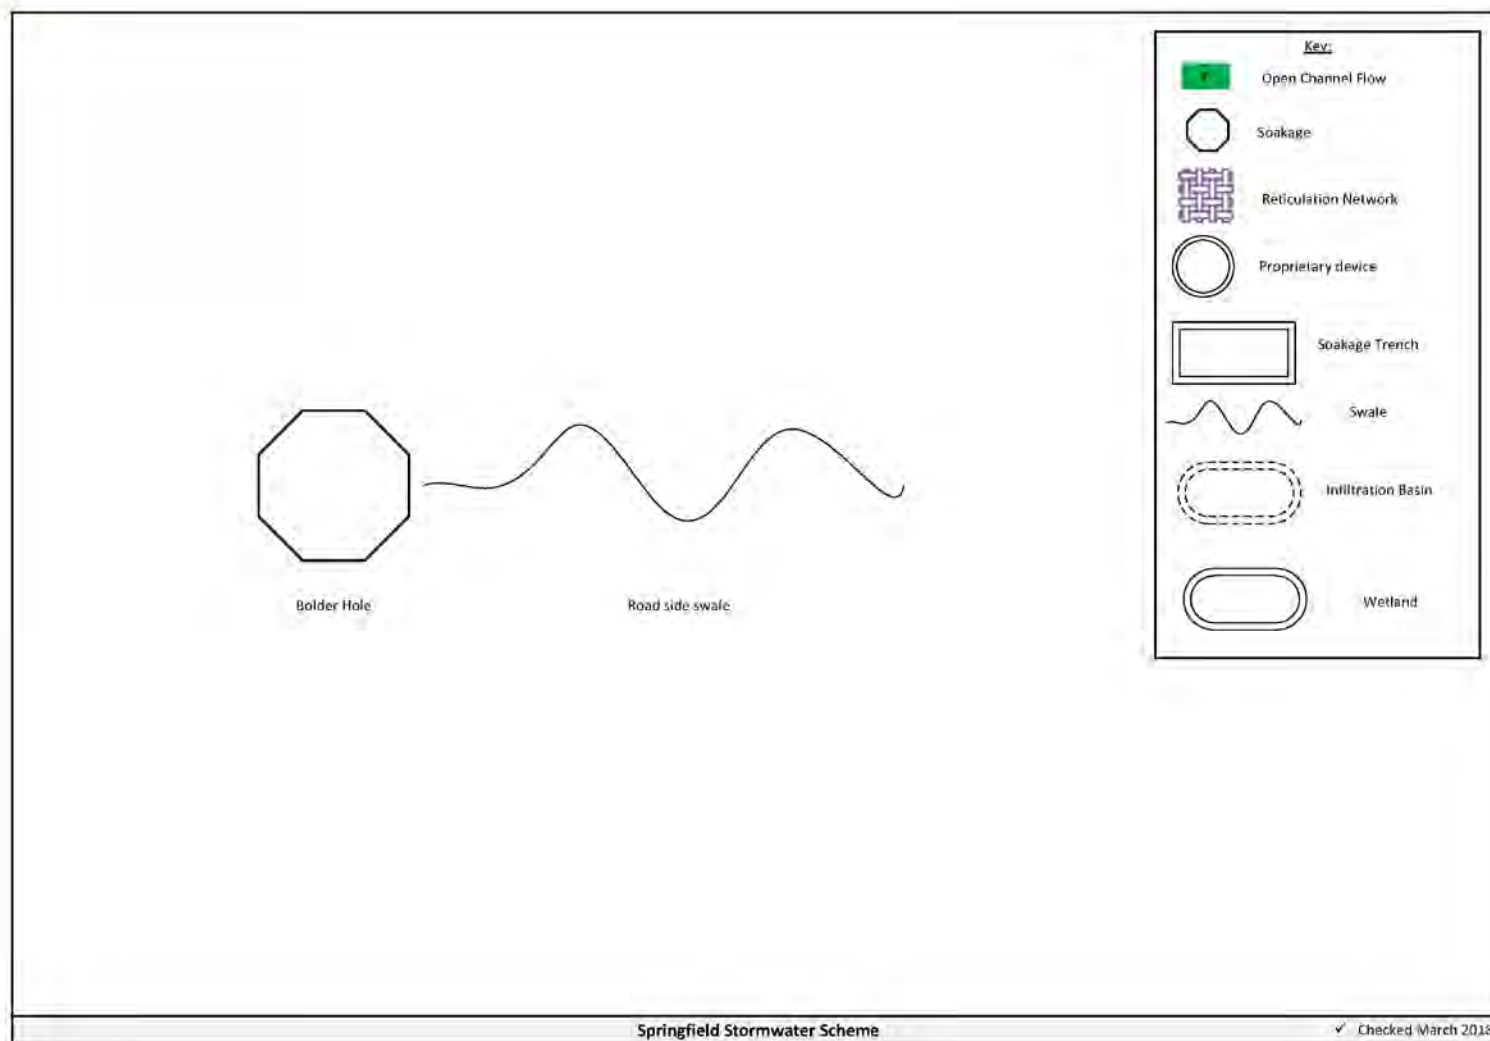 Key:
Open Channel Flow
Soakage
Reticulation Network
Proprietary device
Soakage Trench
Swale
Infiltration Basin
Wetland
Bolder Hole
Road side swale
Springfield Stormwater Scheme
✓ Checked March 2018